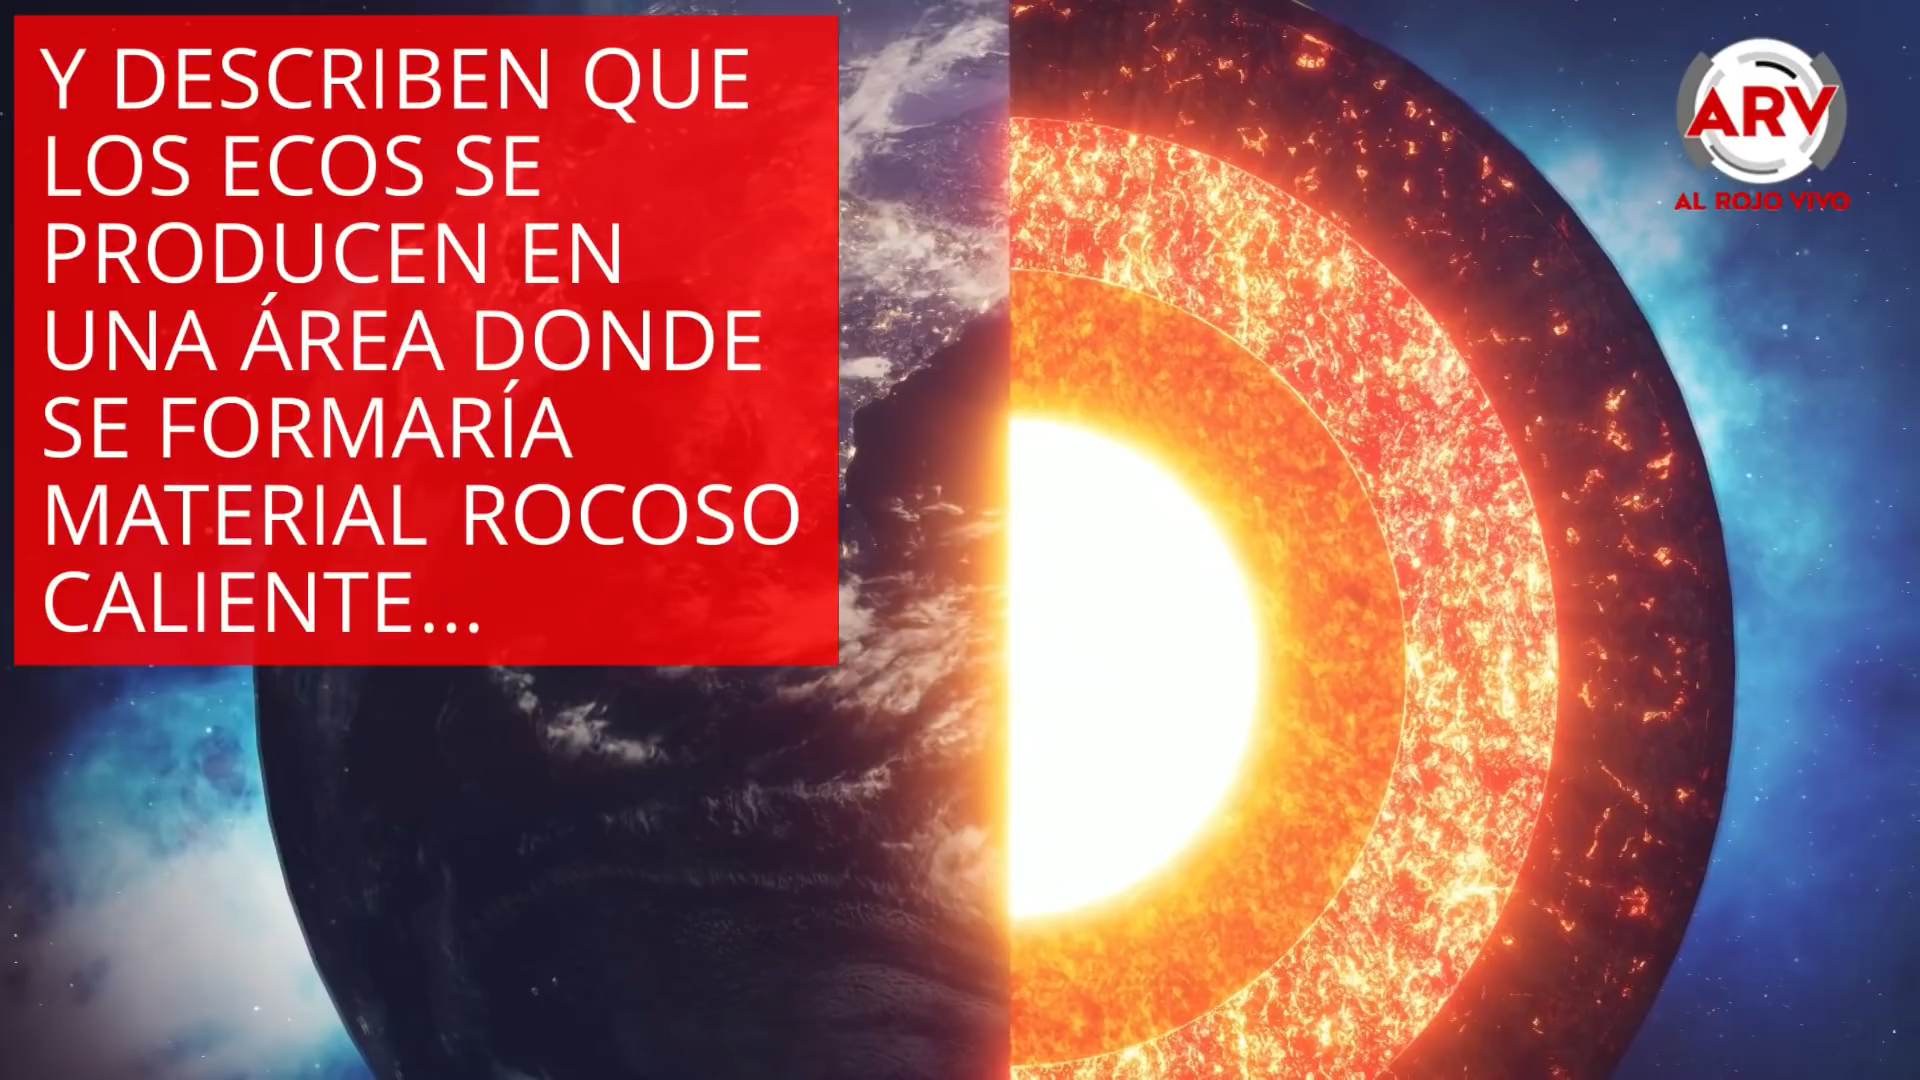 Y DESCRIBEN QUE
LOS ECOS SE
PRODUCEN EN
UNA ÁREA DONDE
SE FORMARÍA
MATERIAL ROCOSO
CALIENTE...
ARV
AL ROJO VIVO